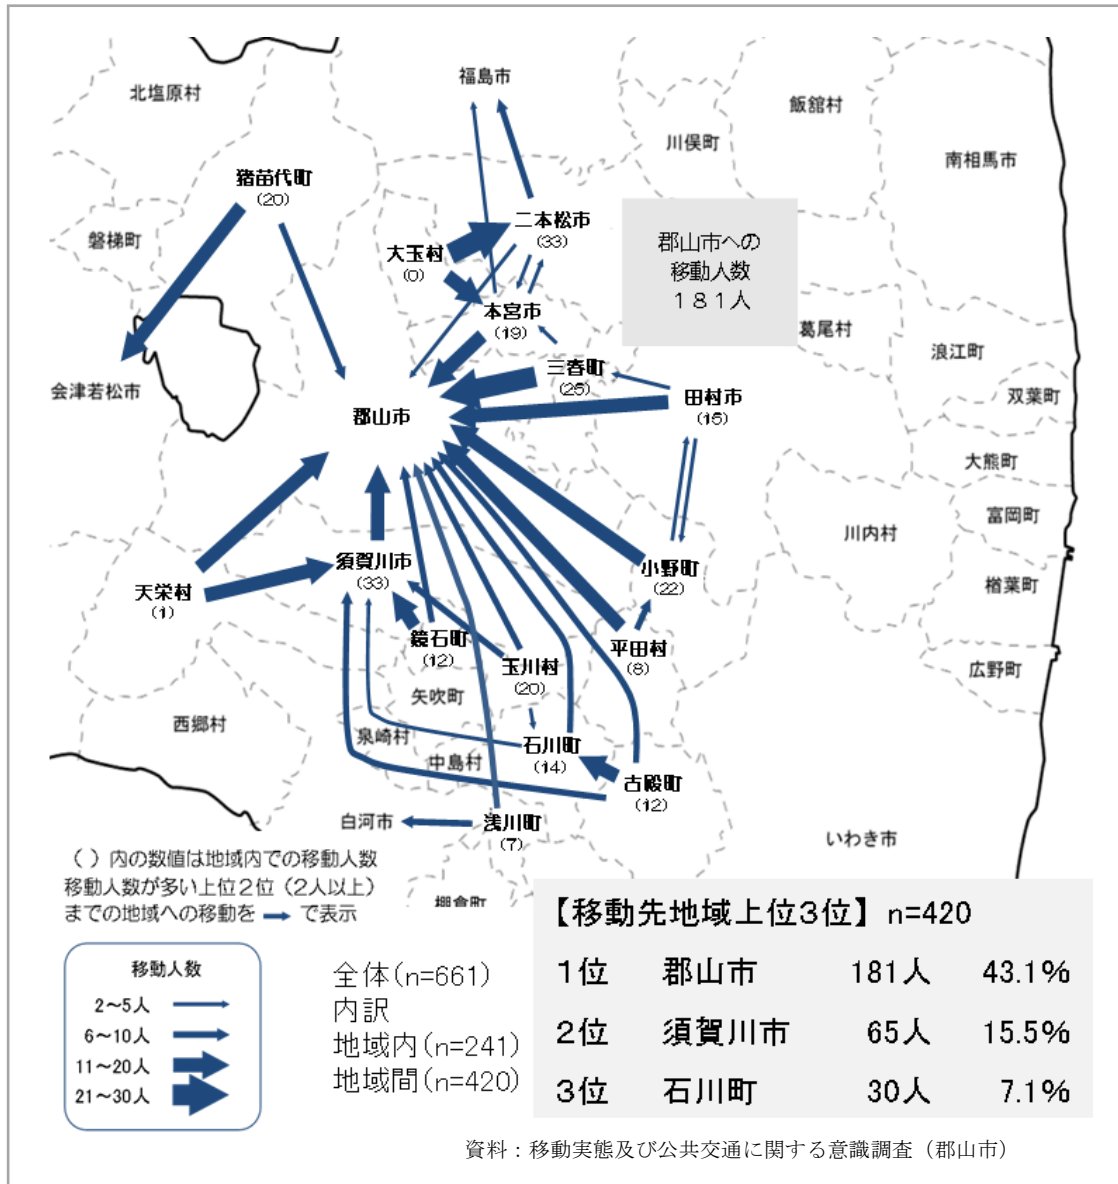 福島市
北塩原村
飯舘村
川俣町
南相馬市
猪苗代町
(20)
二本松市
(33)
磐梯町
大玉村
(0)
郡山市への
移動人数
181人
本宮市
(19)
葛尾村
浪江町
三春町
(25)
会津若松市
田村市
(15)
双葉町
郡山市
大熊町
富岡町
川内村
須賀川市
(33)
小野町
(22)
楢葉町
天栄村
(1)
鏡石町
(12)
平田村
(8)
玉川村
(20)
広野町
矢吹町
西郷村
泉崎村
石川町
(14)
中島村
古殿町
(12)
白河市
浅川町
(7)
いわき市
棚倉町
( )内の数値は地域内での移動人数
移動人数が多い上位2位(2人以上)
までの地域への移動を → で表示
移動人数
2~5人
6~10人
11~20人
21~30人
全体(n=661)
内訳
地域内(n=241)
地域間(n=420)
【移動先地域上位3位】 n=420
1位 郡山市 181人 43.1%
2位 須賀川市 65人 15.5%
3位 石川町 30人 7.1%
資料:移動実態及び公共交通に関する意識調査(郡山市)